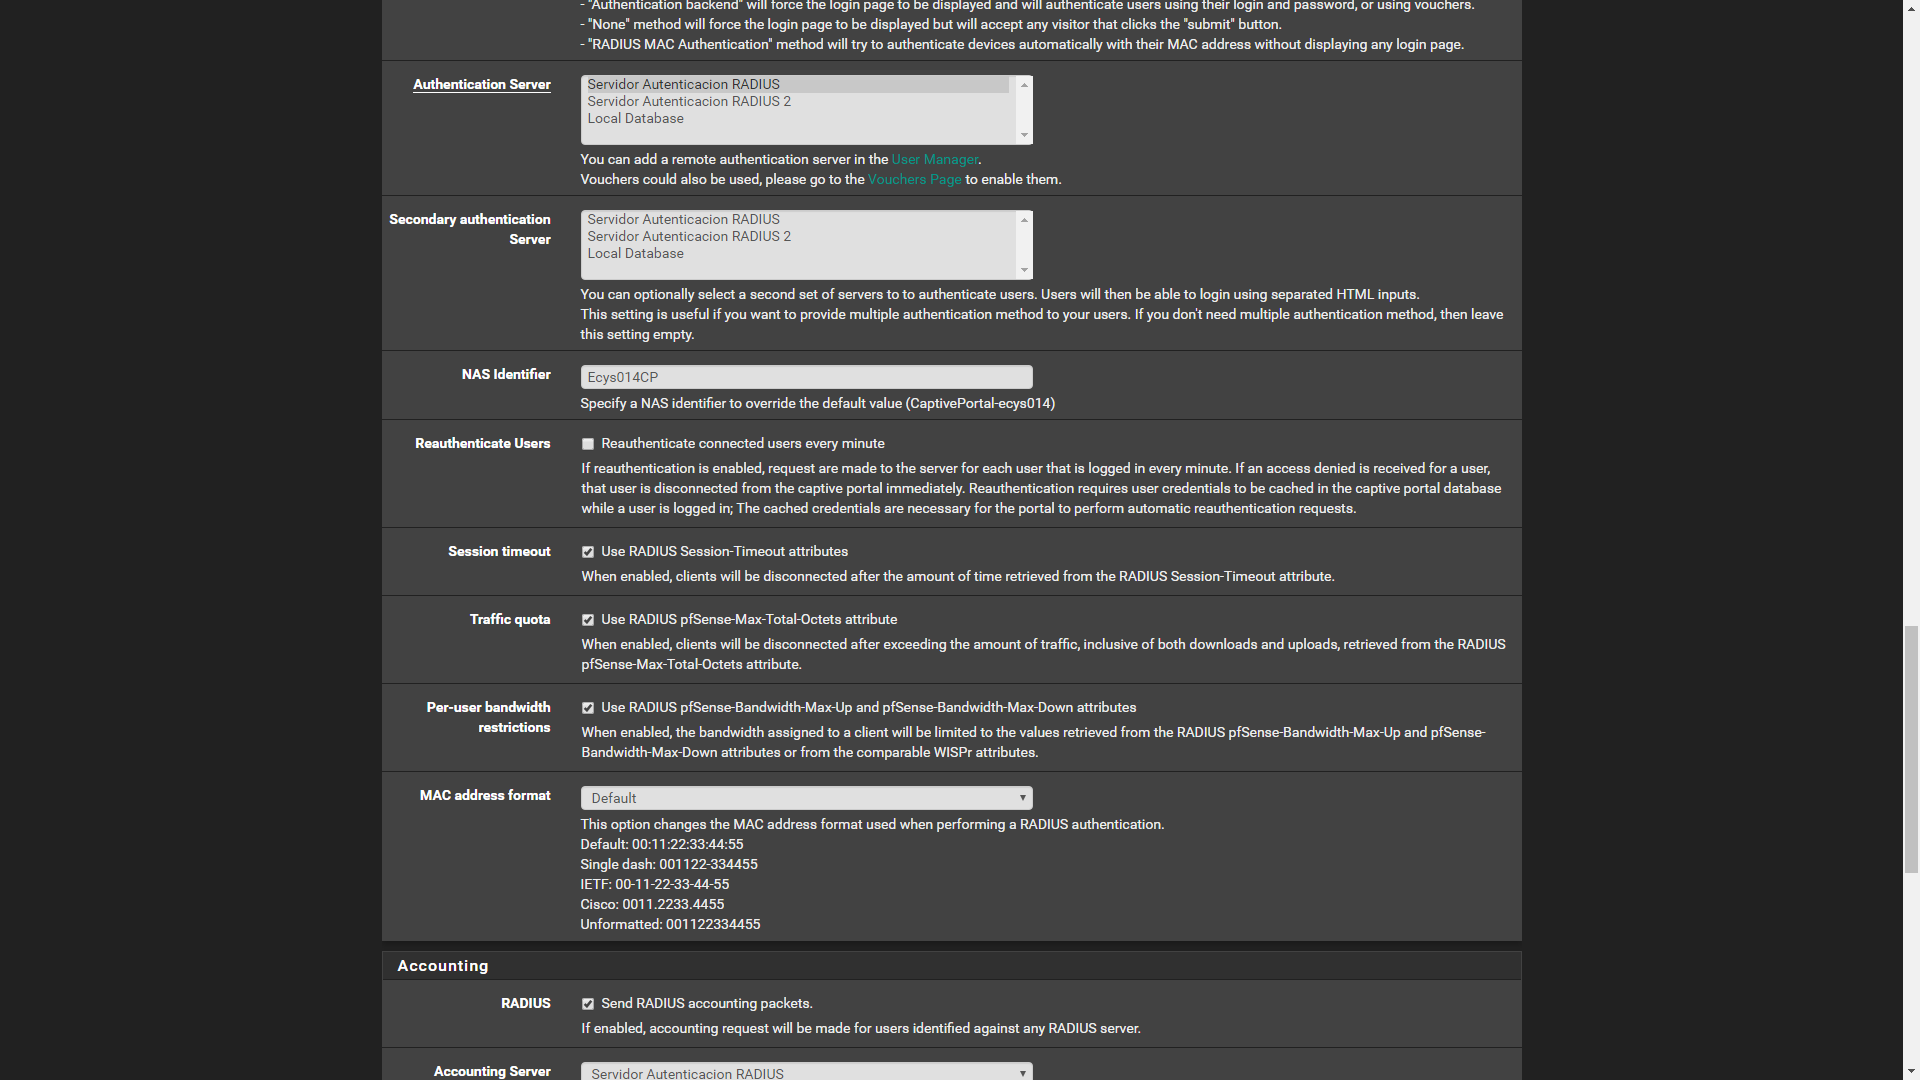 - "Authentication backend" will force the login page to be displayed and will authenticate users using their login and password, or using vouchers.
- "None" method will force the login page to be displayed but will accept any visitor that clicks the "submit" button.
- "RADIUS MAC Authentication" method will try to authenticate devices automatically with their MAC address without displaying any login page.
Authentication Server
Servidor Autenticacion RADIUS
Servidor Autenticacion RADIUS 2
Local Database
You can add a remote authentication server in the User Manager.
Vouchers could also be used, please go to the Vouchers Page to enable them.
Secondary authentication
Server
Servidor Autenticacion RADIUS
Servidor Autenticacion RADIUS 2
Local Database
You can optionally select a second set of servers to to authenticate users. Users will then be able to login using separated HTML inputs.
This setting is useful if you want to provide multiple authentication method to your users. If you don't need multiple authentication method, then leave
this setting empty.
NAS Identifier
Ecys014CP
Specify a NAS identifier to override the default value (CaptivePortal-ecys014)
Reauthenticate Users
Reauthenticate connected users every minute
If reauthentication is enabled, request are made to the server for each user that is logged in every minute. If an access denied is received for a user,
that user is disconnected from the captive portal immediately. Reauthentication requires user credentials to be cached in the captive portal database
while a user is logged in; The cached credentials are necessary for the portal to perform automatic reauthentication requests.
Session timeout
Use RADIUS Session-Timeout attributes
When enabled, clients will be disconnected after the amount of time retrieved from the RADIUS Session-Timeout attribute.
Traffic quota
Use RADIUS pfSense-Max-Total-Octets attribute
When enabled, clients will be disconnected after exceeding the amount of traffic, inclusive of both downloads and uploads, retrieved from the RADIUS
pfSense-Max-Total-Octets attribute.
Per-user bandwidth
restrictions
Use RADIUS pfSense-Bandwidth-Max-Up and pfSense-Bandwidth-Max-Down attributes
When enabled, the bandwidth assigned to a client will be limited to the values retrieved from the RADIUS pfSense-Bandwidth-Max-Up and pfSense-
Bandwidth-Max-Down attributes or from the comparable WISPr attributes.
MAC address format
Default
This option changes the MAC address format used when performing a RADIUS authentication.
Default: 00:11:22:33:44:55
Single dash: 001122-334455
IETF: 00-11-22-33-44-55
Cisco: 0011.2233.4455
Unformatted: 001122334455
Accounting
RADIUS
Send RADIUS accounting packets.
If enabled, accounting request will be made for users identified against any RADIUS server.
Accounting Server
Servidor Autenticacion RADIUS